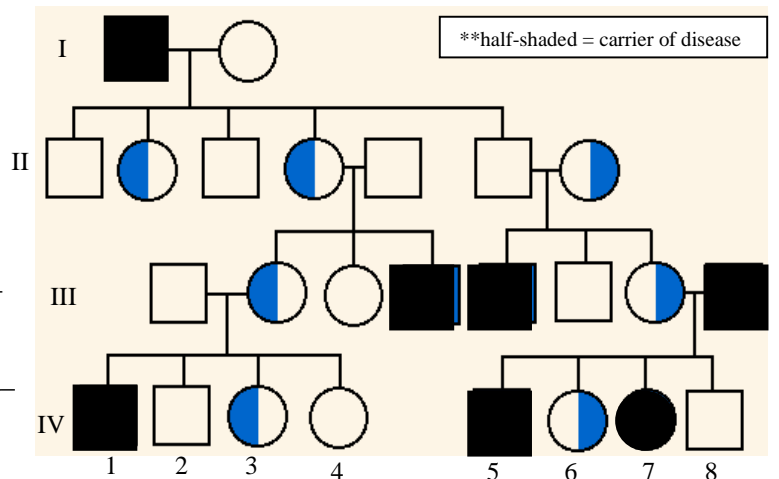 I
**half-shaded = carrier of disease
II
III
IV
1 2 3 4 5 6 7 8